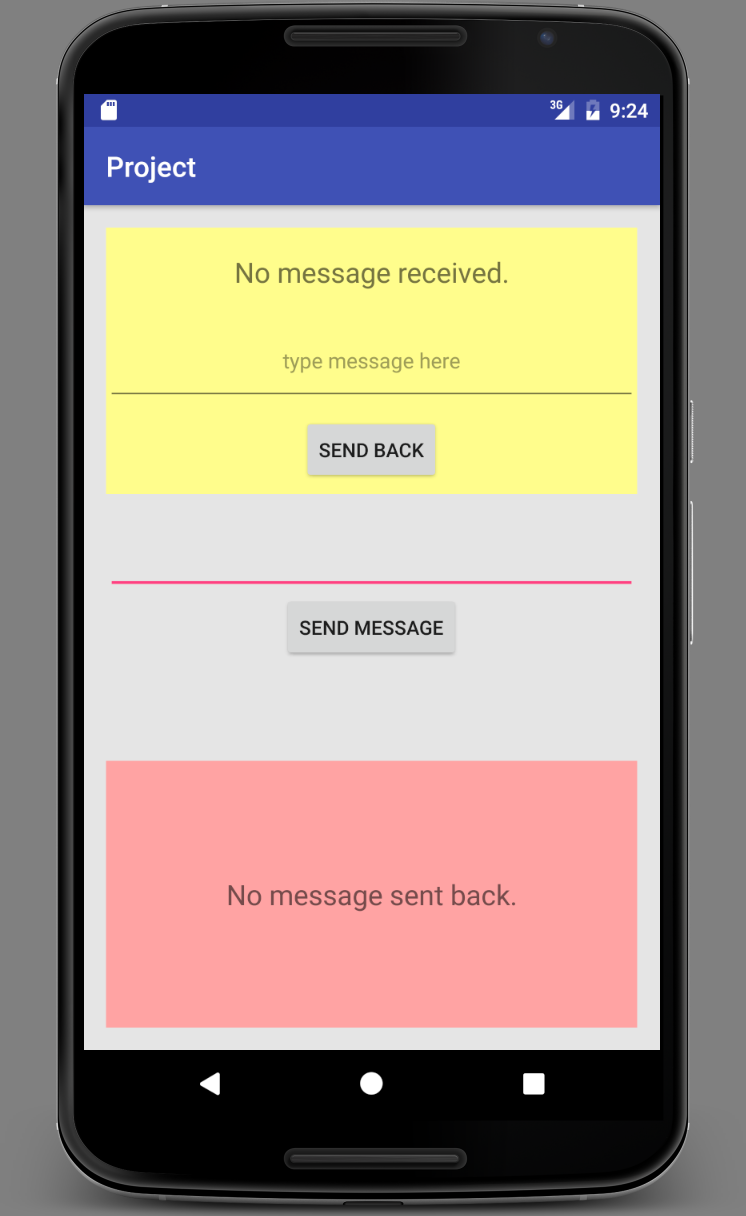 3G 9:24
Project
No message received.
type message here
SEND BACK
SEND MESSAGE
No message sent back.